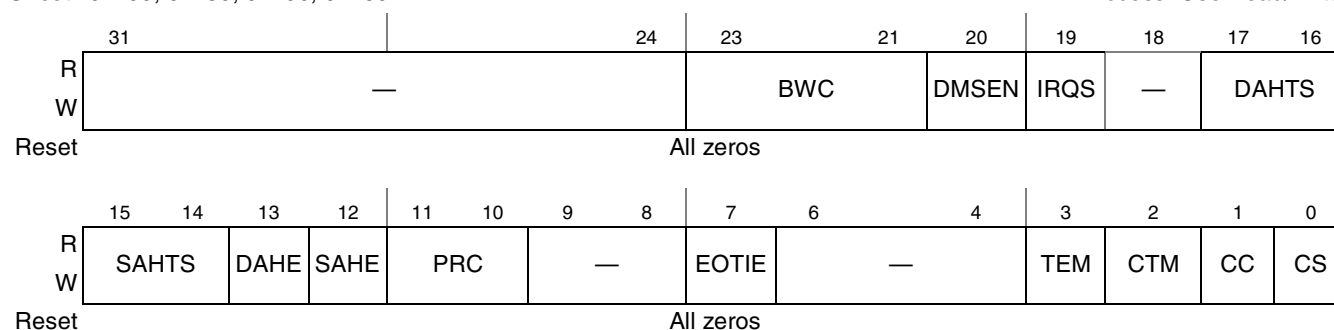 31 24 23 21 20 19 18 17 16
R
W
— BWC DMSEN IRQS — DAHTS
Reset All zeros
15 14 13 12 11 10 9 8 7 6 4 3 2 1 0
R
W
SAHTS DAHE SAHE PRC — EOTIE — TEM CTM CC CS
Reset All zeros